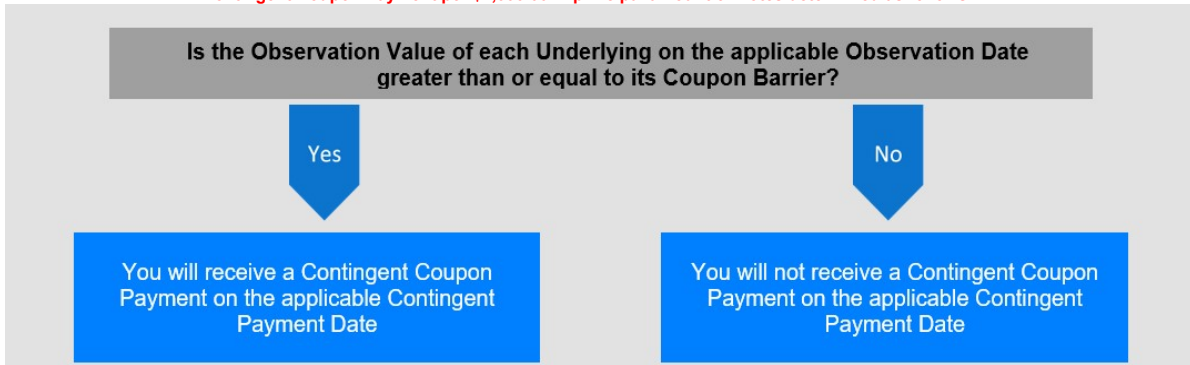 Is the Observation Value of each Underlying on the applicable Observation Date
greater than or equal to its Coupon Barrier?
Yes
No
You will receive a Contingent Coupon
Payment on the applicable Contingent
Payment Date
You will not receive a Contingent Coupon
Payment on the applicable Contingent
Payment Date